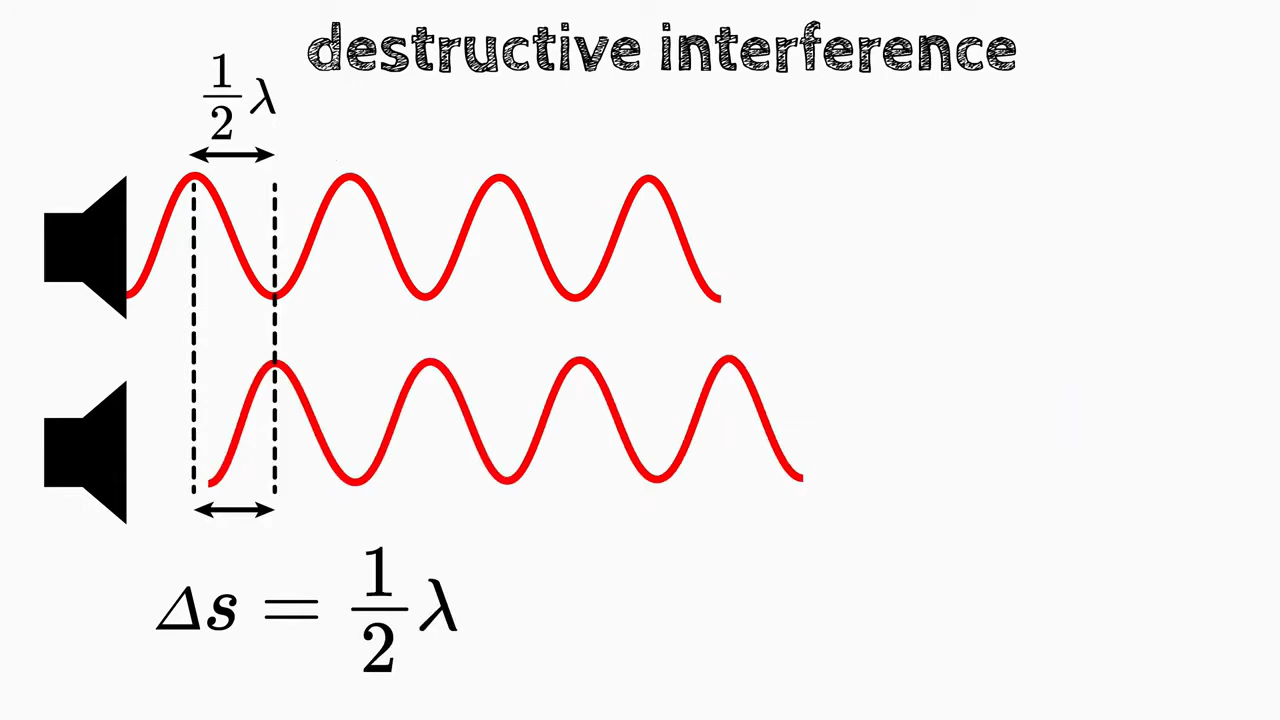 destructive interference
1/2 λ
Δs = 1/2 λ